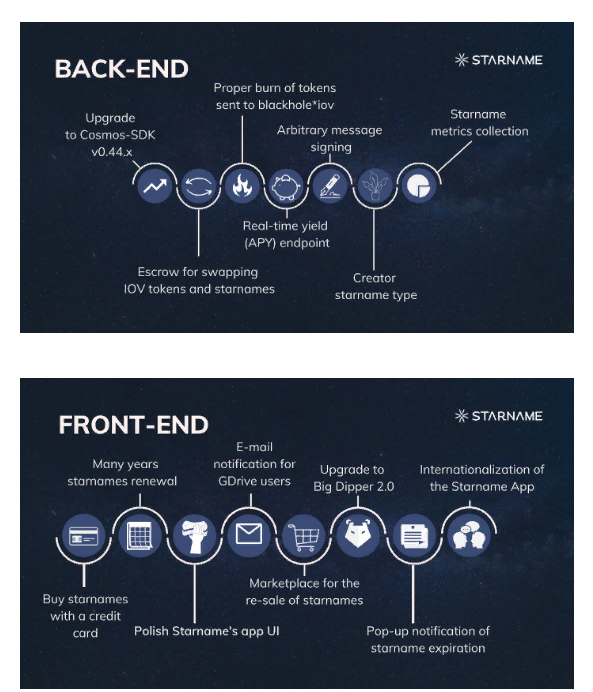 BACK-END
STARNAME
Proper burn of tokens
sent to blackhole*iov
Upgrade
to Cosmos-SDK
v0.44.x
Arbitrary message
signing
Starname
metrics collection
Real-time yield
(APY) endpoint
Escrow for swapping
IOV tokens and starnames
Creator
starname type
FRONT-END
STARNAME
Many years
starnames renewal
E-mail
notification for
GDrive users
Upgrade to
Big Dipper 2.0
Internationalization of
the Starname App
Buy starnames
with a credit
card
Polish Starname's app UI
Marketplace for the
re-sale of starnames
Pop-up notification of
starname expiration